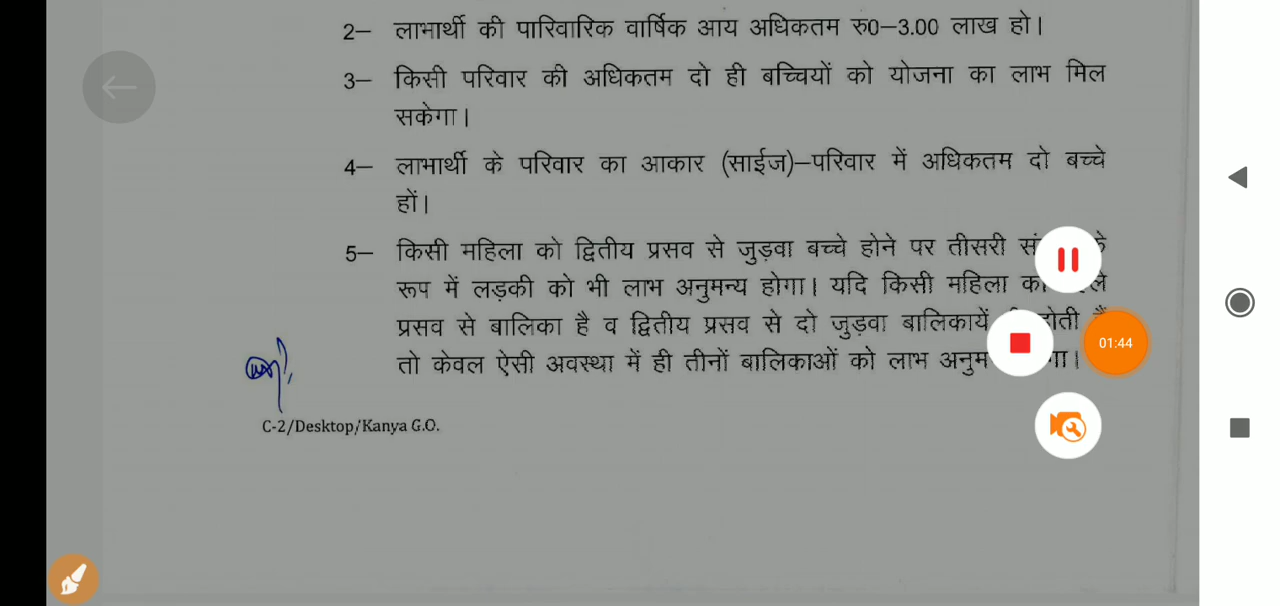 2– लाभार्थी की पारिवारिक वार्षिक आय अधिकतम रु0–3.00 लाख हो।
3– किसी परिवार की अधिकतम दो ही बच्चियों को योजना का लाभ मिल
सकेगा।
4– लाभार्थी के परिवार का आकार (साईज)–परिवार में अधिकतम दो बच्चे
हों।
5– किसी महिला को द्वितीय प्रसव से जुड़वा बच्चे होने पर तीसरी
रूप में लड़की को भी लाभ अनुमन्य होगा। यदि किसी महिला
प्रसव से बालिका है व द्वितीय प्रसव से दो जुड़वा बालिकायें
तो केवल ऐसी अवस्था में ही तीनों बालिकाओं को लाभ
01:44
C-2/Desktop/Kanya G.O.